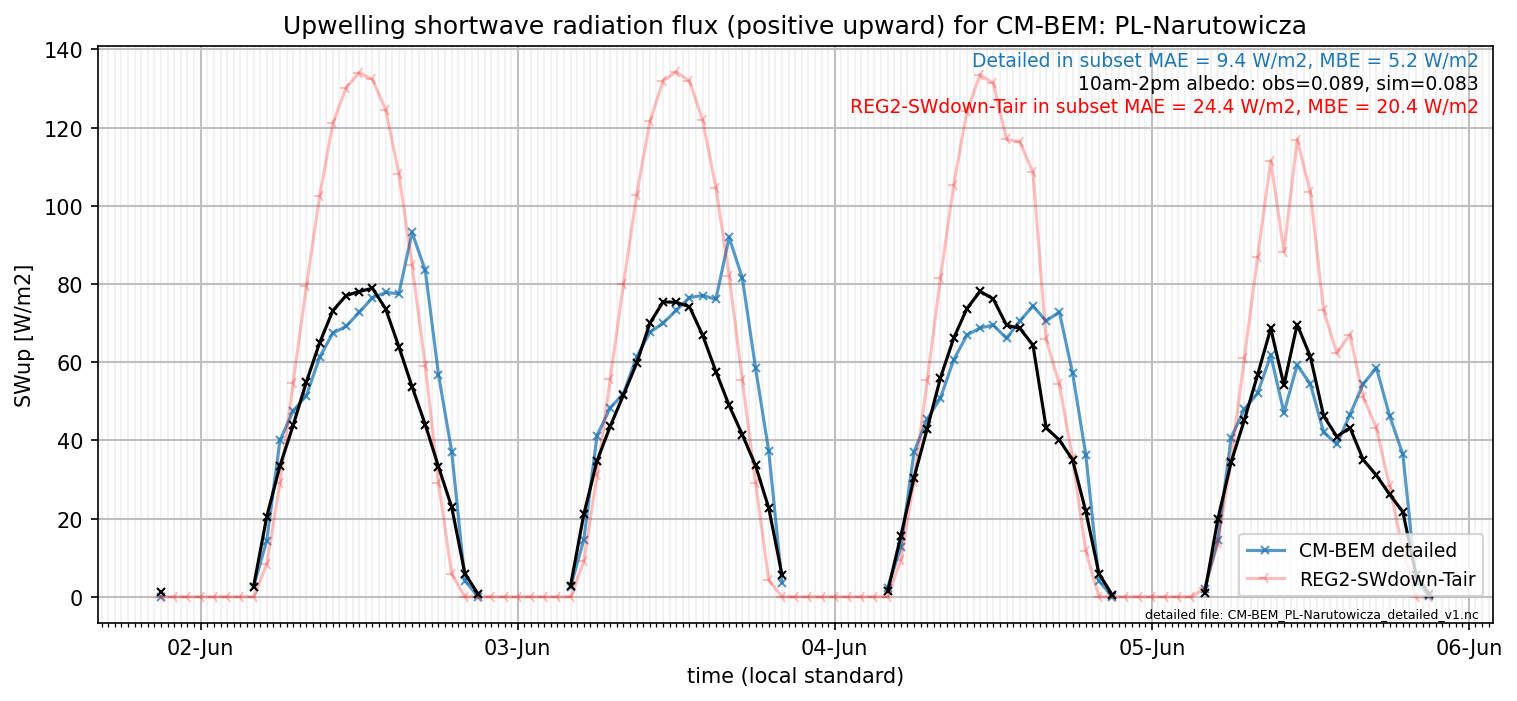 Upwelling shortwave radiation flux (positive upward) for CM-BEM: PL-Narutowicza
Detailed in subset MAE = 9.4 W/m2, MBE = 5.2 W/m2
10am-2pm albedo: obs=0.089, sim=0.083
REG2-SWdown-Tair in subset MAE = 24.4 W/m2, MBE = 20.4 W/m2
SWup [W/m2]
140
120
100
80
60
40
20
0
CM-BEM detailed
REG2-SWdown-Tair
detailed file: CM-BEM_PL-Narutowicza_detailed_v1.nc
02-Jun 03-Jun 04-Jun 05-Jun 06-Jun
time (local standard)